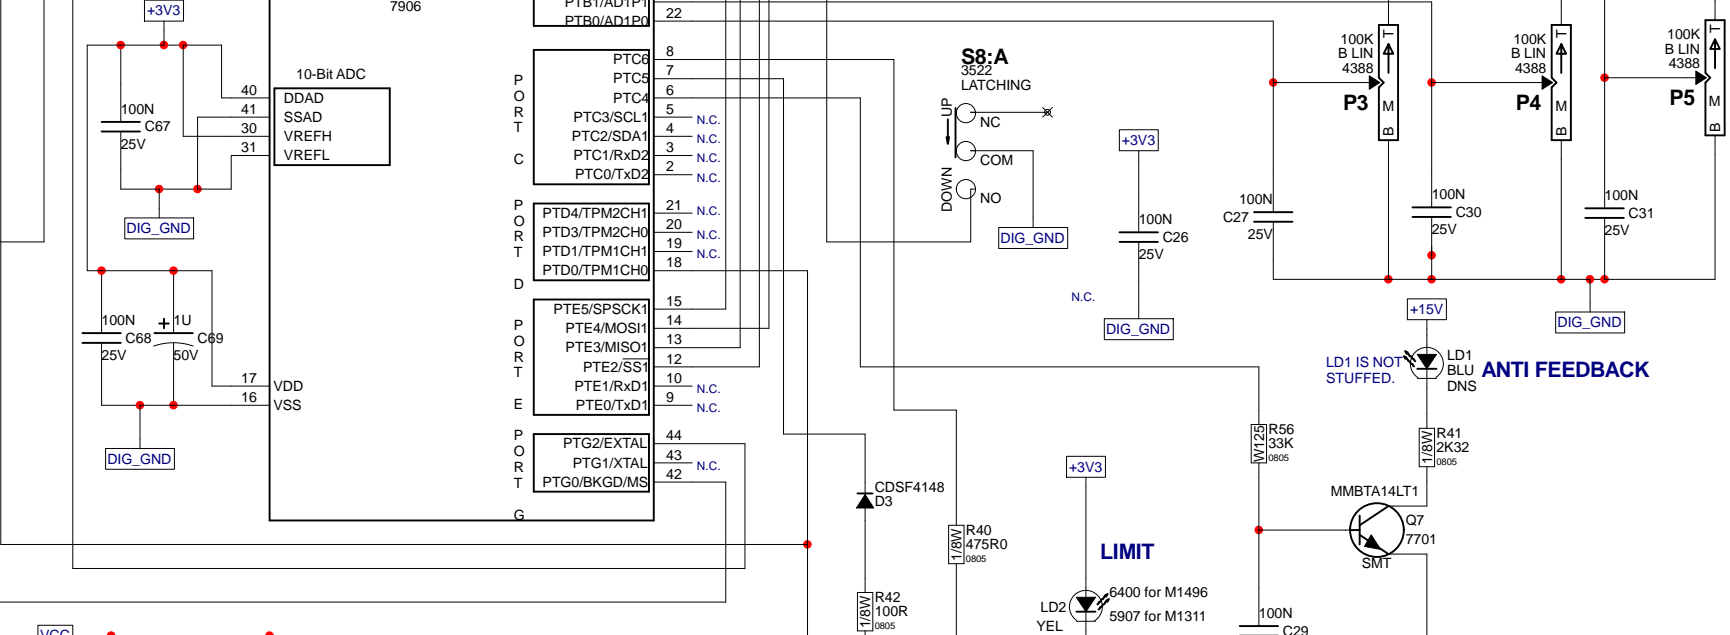 +3V3
7906
PTB1/AD1P1
PTB0/AD1P0
22
10-Bit ADC
40 DDAD
41 SSAD
30 VREFH
31 VREFL
100N
C67
25V
DIG_GND
100N
C68
25V
+ 1U
C69
50V
17 VDD
16 VSS
DIG_GND
PORT C
PTC6 8
PTC5 7
PTC4 6
PTC3/SCL1 5 N.C.
PTC2/SDA1 4 N.C.
PTC1/RxD2 3 N.C.
PTC0/TxD2 2 N.C.
PORT D
PTD4/TPM2CH1 21 N.C.
PTD3/TPM2CH0 20 N.C.
PTD1/TPM1CH1 19 N.C.
PTD0/TPM1CH0 18
PORT E
PTE5/SPSCK1 15
PTE4/MOSI1 14
PTE3/MISO1 13
PTE2/SS1 12
PTE1/RxD1 10 N.C.
PTE0/TxD1 9 N.C.
PORT G
PTG2/EXTAL 44
PTG1/XTAL 43 N.C.
PTG0/BKGD/MS 42
S8:A
3522
LATCHING
UP
NC
COM
DOWN
NO
DIG_GND
+3V3
100N
C26
25V
N.C.
DIG_GND
100K
B LIN
4388
P3
T
M
B
100K
B LIN
4388
P4
T
M
B
100K
B LIN
4388
P5
T
M
B
100N
C27
25V
100N
C30
25V
100N
C31
25V
DIG_GND
+15V
LD1 IS NOT
STUFFED.
LD1
BLU
DNS
ANTI FEEDBACK
R41
2K32
0805
1/8W
R56
33K
0805
W125
MMBTA14LT1
Q7
7701
SMT
CDSF4148
D3
R42
100R
0805
1/8W
R40
475R0
0805
1/8W
+3V3
LIMIT
LD2
YEL
6400 for M1496
5907 for M1311
100N
C29
VCC